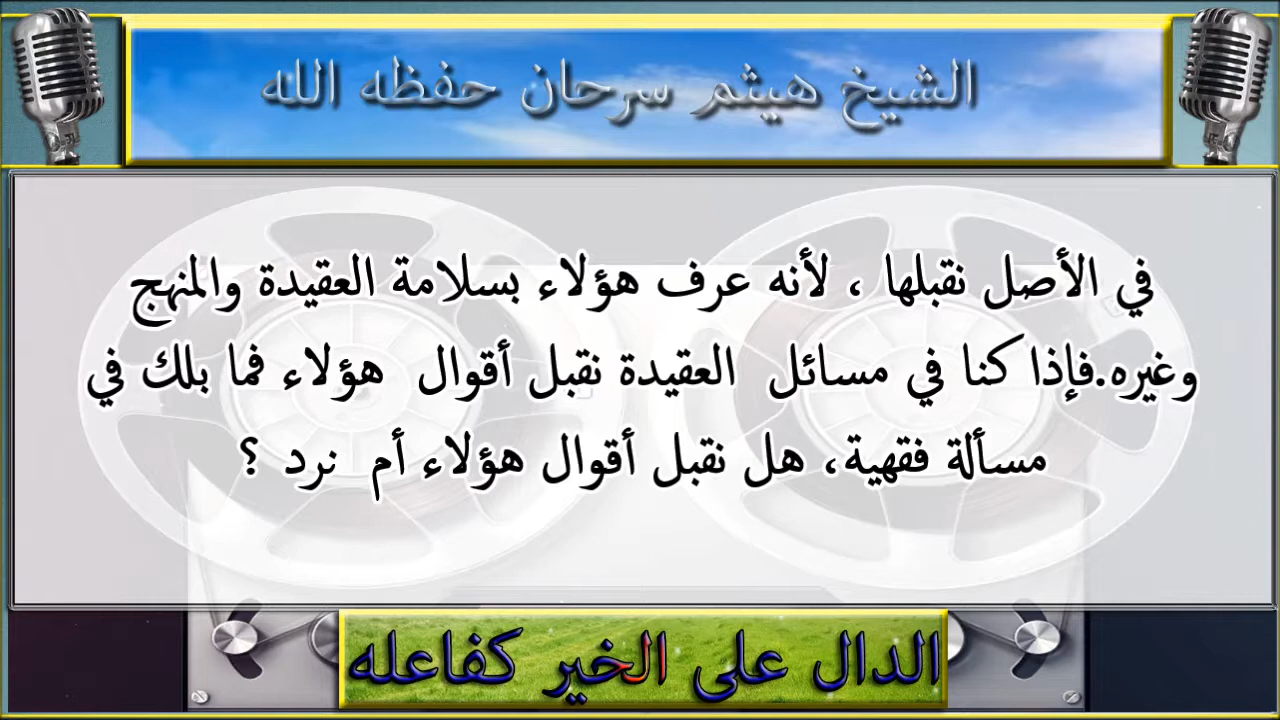 الشيخ هيثم سرحان حفظه الله
في الأصل نقبلها ، لأنه عرف هؤلاء بسلامة العقيدة والمنهج
وغيره.فإذا كنا في مسائل العقيدة نقبل أقوال هؤلاء فما بلك في
مسألة فقهية، هل نقبل أقوال هؤلاء أم نرد ؟
الدال على الخير كفاعله